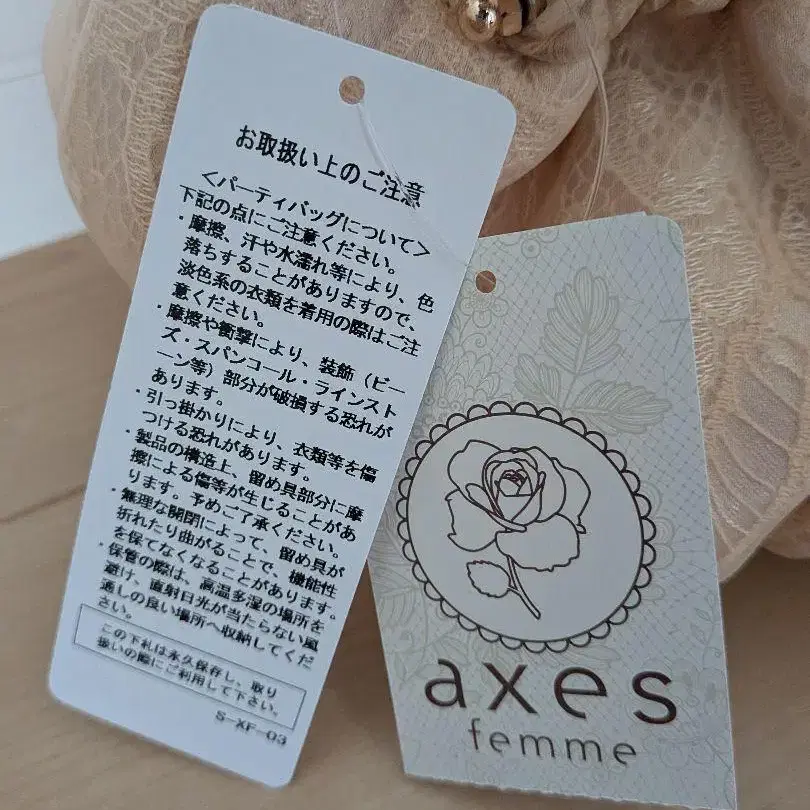 お取扱い上のご注意
＜パーティバッグについて＞
下記の点にご注意ください。
・摩擦、汗や水濡れ等により、色
落ちすることがありますので、
淡色系の衣類を着用の際はご注
意ください。
・摩擦や衝撃により、装飾（ビー
ズ・スパンコール・ラインスト
ーン等）部分が破損する恐れが
あります。
・引っ掛かりにより、衣類等を傷
つける恐れがあります。
・製品の構造上、留め具部分に摩
擦による傷等が生じることがあ
ります。予めご了承ください。
・無理な開閉によって、留め具が
折れたり曲がることで、機能性
を保てなくなることがあります。
・保管の際は、高温多湿の場所を
避け、直射日光が当たらない風
通しの良い場所へ収納してくだ
さい。
この下札は永久保存し、取り
扱いの際にご利用して下さい。
S-XF-03
axes
femme